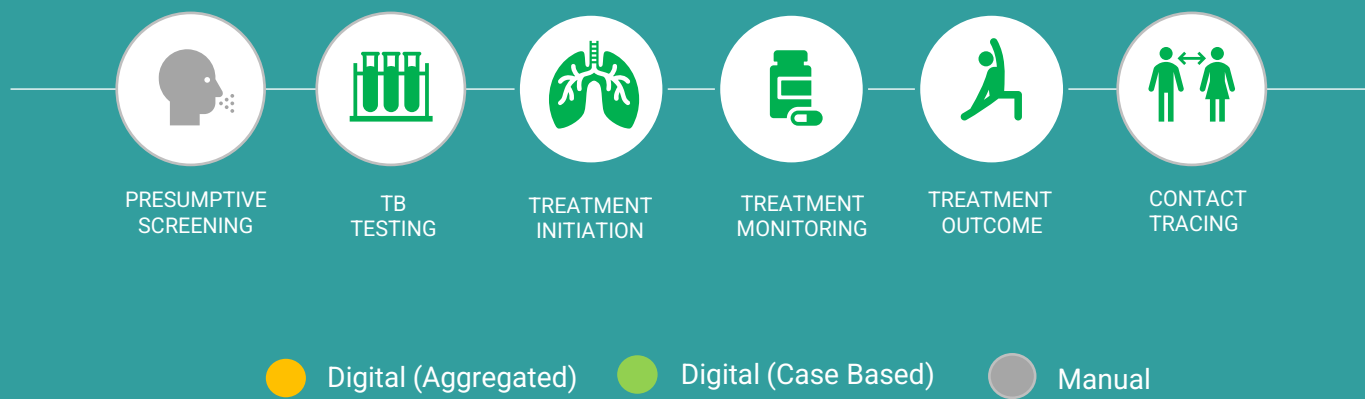 PRESUMPTIVE
SCREENING
TB
TESTING
TREATMENT
INITIATION
TREATMENT
MONITORING
TREATMENT
OUTCOME
CONTACT
TRACING
Digital (Aggregated)
Digital (Case Based)
Manual